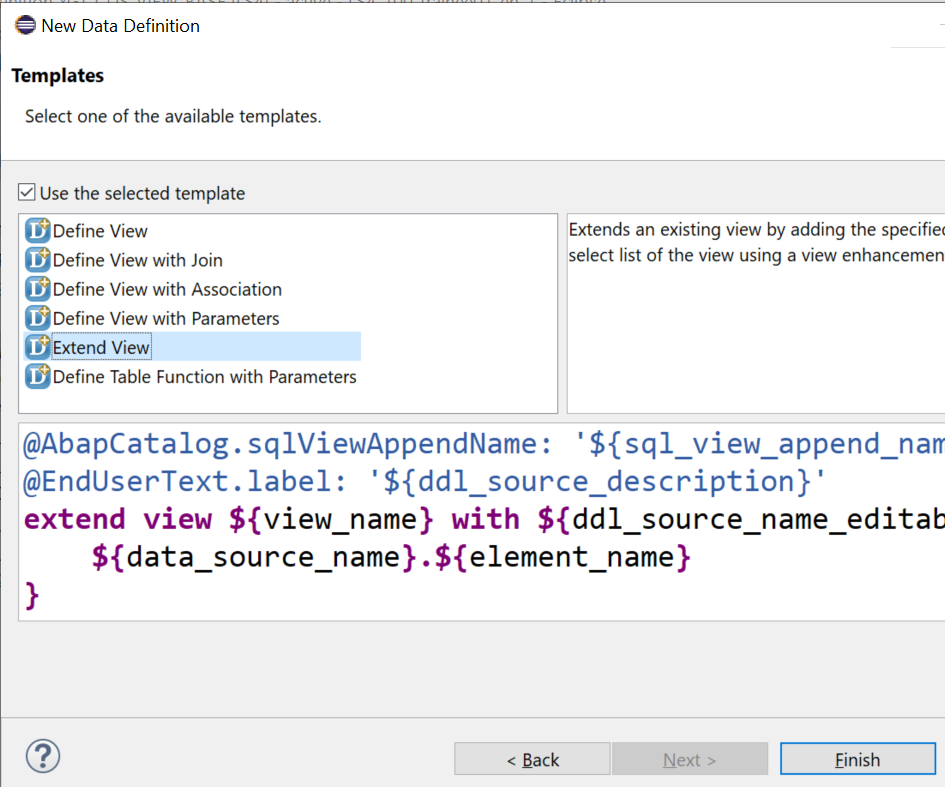 New Data Definition
Templates
Select one of the available templates.
Use the selected template
Define View
Define View with Join
Define View with Association
Define View with Parameters
Extend View
Define Table Function with Parameters
Extends an existing view by adding the
select list of the view using a view
@AbapCatalog.sqlViewAppendName: '${sql_view_append_nam
@EndUserText.label: '${ddl_source_description}'
extend view ${view_name} with ${ddl_source_name_editab
${data_source_name}.${element_name}
}
?
< Back
Next >
Finish